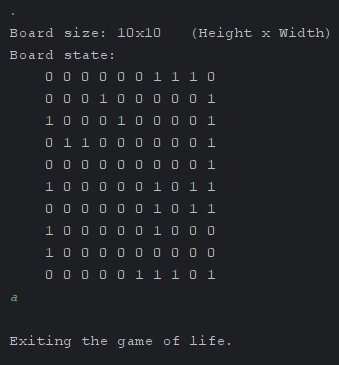 .
Board size: 10x10   (Height x Width)
Board state:
0 0 0 0 0 0 1 1 1 0
0 0 0 1 0 0 0 0 0 1
1 0 0 0 1 0 0 0 0 1
0 1 1 0 0 0 0 0 0 1
0 0 0 0 0 0 0 0 0 1
1 0 0 0 0 0 1 0 1 1
0 0 0 0 0 0 1 0 1 1
1 0 0 0 0 0 1 0 0 0
1 0 0 0 0 0 0 0 0 0
0 0 0 0 0 1 1 1 0 1
a
Exiting the game of life.